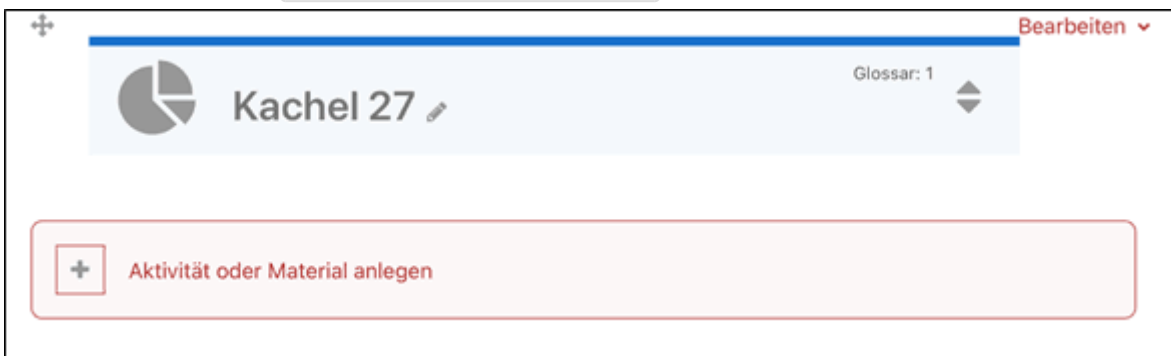 Bearbeiten
Glossar: 1
Kachel 27
Aktivität oder Material anlegen